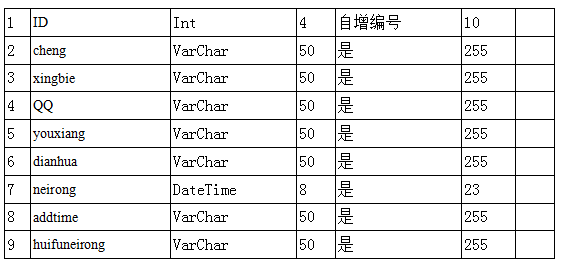 1 ID Int 4 自增编号 10
2 cheng VarChar 50 是 255
3 xingbie VarChar 50 是 255
4 QQ VarChar 50 是 255
5 youxiang VarChar 50 是 255
6 dianhua VarChar 50 是 255
7 neirong DateTime 8 是 23
8 addtime VarChar 50 是 255
9 huifuneirong VarChar 50 是 255